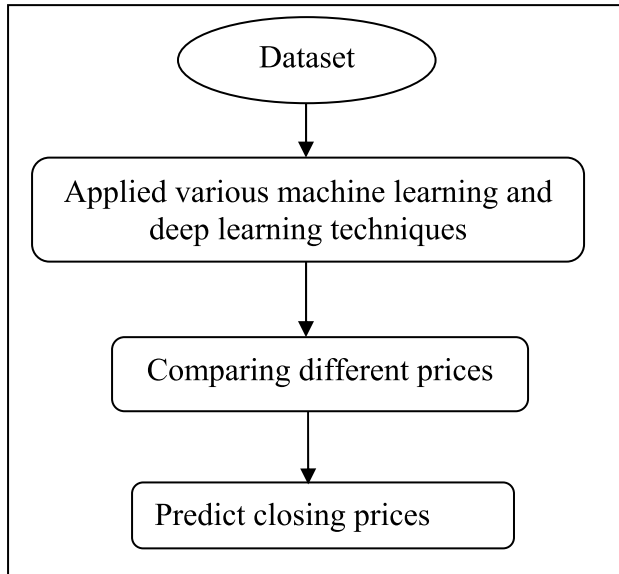 Dataset
Applied various machine learning and
deep learning techniques
Comparing different prices
Predict closing prices